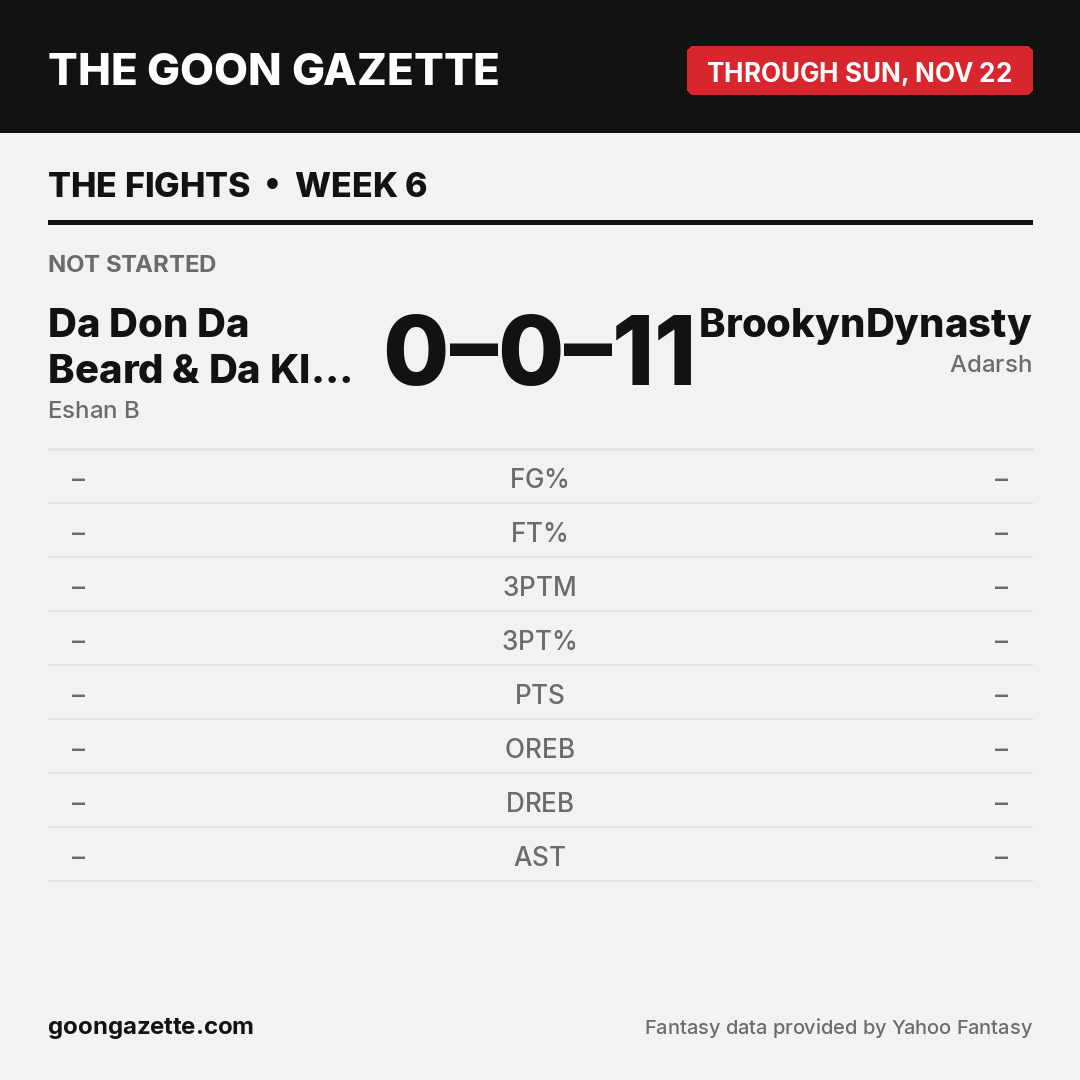 THE GOON GAZETTE
THROUGH SUN, NOV 22
THE FIGHTS • WEEK 6
NOT STARTED
Da Don Da
Beard & Da Kl...
Eshan B
0–0–11
BrookynDynasty
Adarsh
– FG% –
– FT% –
– 3PTM –
– 3PT% –
– PTS –
– OREB –
– DREB –
– AST –
goongazette.com
Fantasy data provided by Yahoo Fantasy